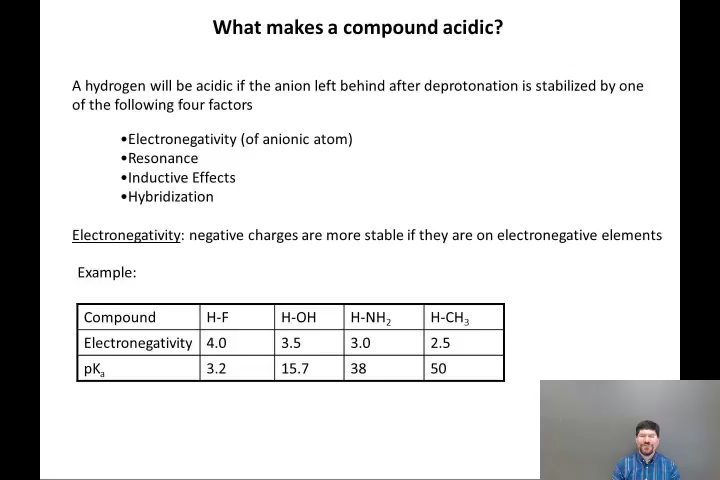 What makes a compound acidic?
A hydrogen will be acidic if the anion left behind after deprotonation is stabilized by one
of the following four factors
•Electronegativity (of anionic atom)
•Resonance
•Inductive Effects
•Hybridization
Electronegativity: negative charges are more stable if they are on electronegative elements
Example:
Compound H-F H-OH H-NH₂ H-CH₃
Electronegativity 4.0 3.5 3.0 2.5
pKₐ 3.2 15.7 38 50